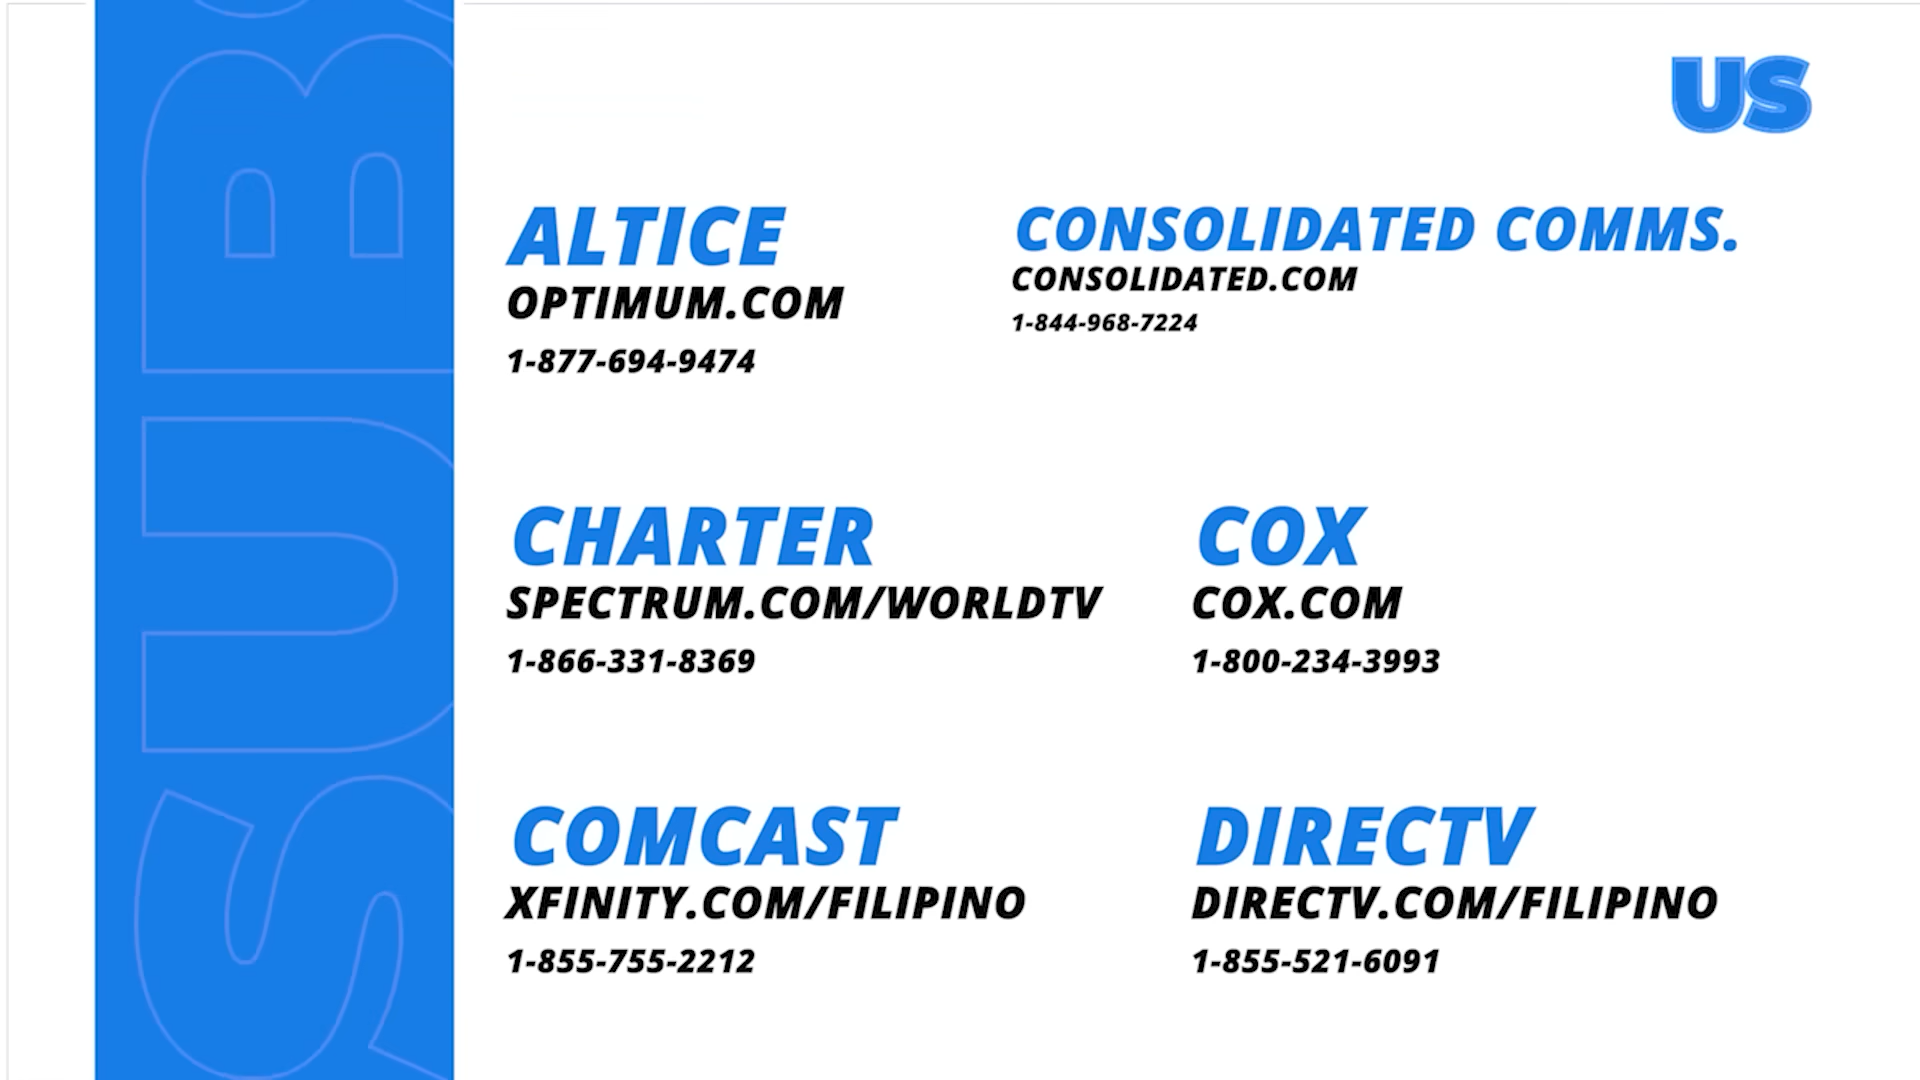 US
ALTICE
OPTIMUM.COM
1-877-694-9474
CONSOLIDATED COMMS.
CONSOLIDATED.COM
1-844-968-7224
CHARTER
SPECTRUM.COM/WORLDTV
1-866-331-8369
COX
COX.COM
1-800-234-3993
COMCAST
XFINITY.COM/FILIPINO
1-855-755-2212
DIRECTV
DIRECTV.COM/FILIPINO
1-855-521-6091
SUB